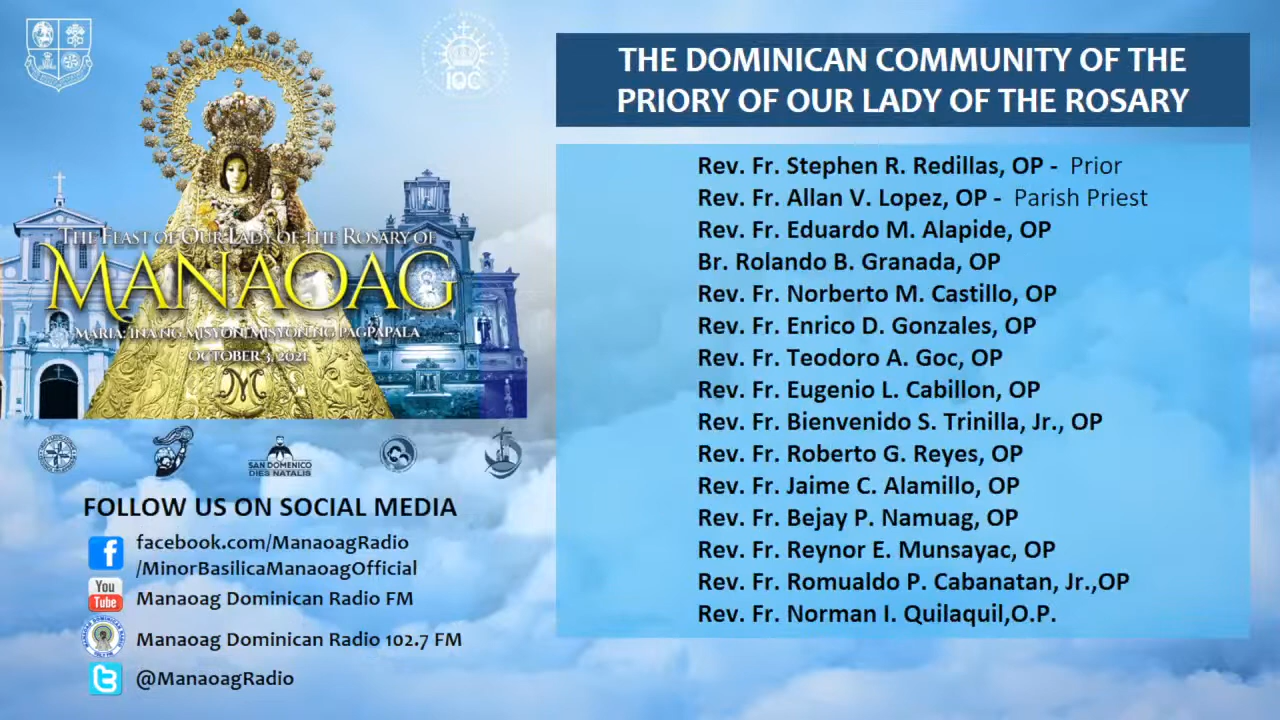 IOC
THE FEAST OF OUR LADY OF THE ROSARY OF
MANAOAG
MARIA: INA NG MISYON, MISYON NG PAGPAPALA
OCTOBER 3, 2021
SAN DOMENICO
DIES NATALIS
FOLLOW US ON SOCIAL MEDIA
facebook.com/ManaoagRadio
/MinorBasilicaManaoagOfficial
You
Tube
Manaoag Dominican Radio FM
Manaoag Dominican Radio 102.7 FM
@ManaoagRadio
THE DOMINICAN COMMUNITY OF THE
PRIORY OF OUR LADY OF THE ROSARY
Rev. Fr. Stephen R. Redillas, OP - Prior
Rev. Fr. Allan V. Lopez, OP - Parish Priest
Rev. Fr. Eduardo M. Alapide, OP
Br. Rolando B. Granada, OP
Rev. Fr. Norberto M. Castillo, OP
Rev. Fr. Enrico D. Gonzales, OP
Rev. Fr. Teodoro A. Goc, OP
Rev. Fr. Eugenio L. Cabillon, OP
Rev. Fr. Bienvenido S. Trinilla, Jr., OP
Rev. Fr. Roberto G. Reyes, OP
Rev. Fr. Jaime C. Alamillo, OP
Rev. Fr. Bejay P. Namuag, OP
Rev. Fr. Reynor E. Munsayac, OP
Rev. Fr. Romualdo P. Cabanatan, Jr.,OP
Rev. Fr. Norman I. Quilaquil,O.P.